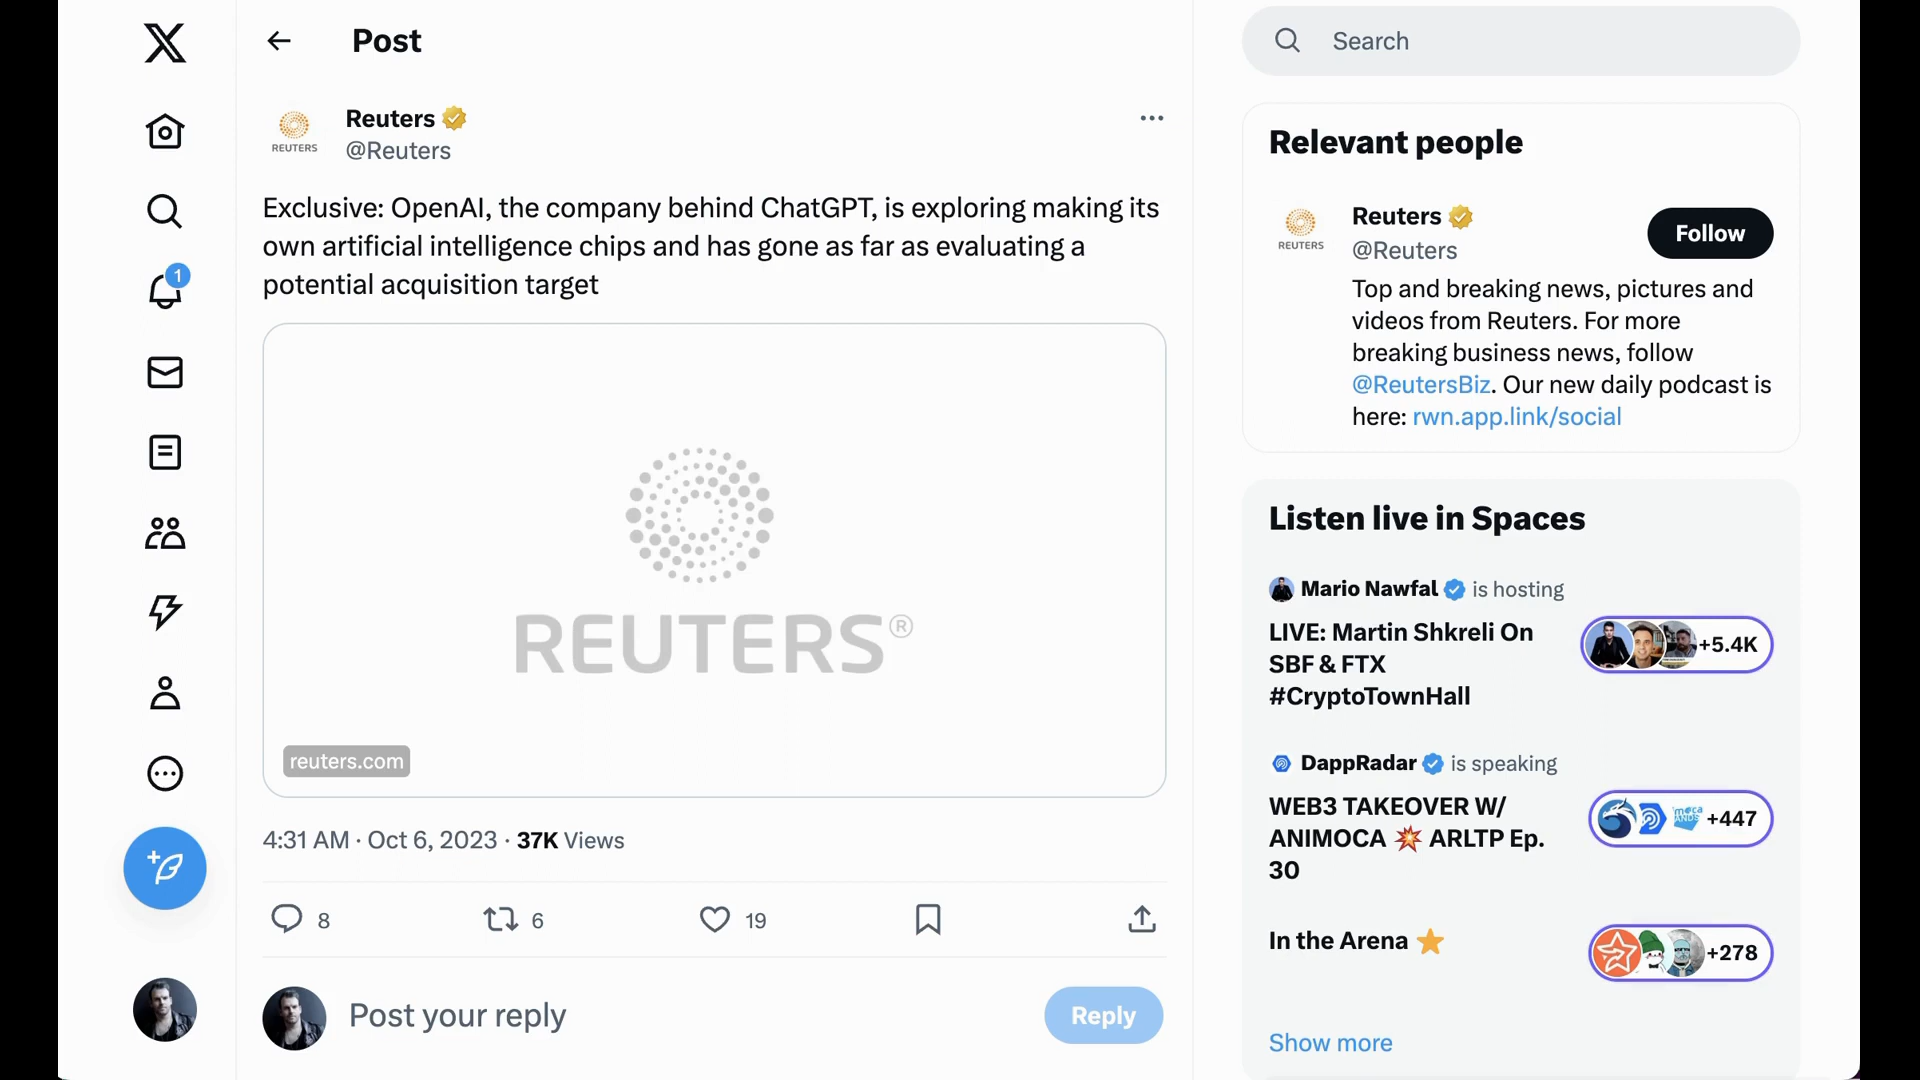 Post
Search
Reuters
@Reuters
REUTERS
Exclusive: OpenAI, the company behind ChatGPT, is exploring making its
own artificial intelligence chips and has gone as far as evaluating a
potential acquisition target
REUTERS®
reuters.com
4:31 AM · Oct 6, 2023 · 37K Views
8
6
19
Post your reply
Reply
1
Relevant people
REUTERS
Reuters
@Reuters
Follow
Top and breaking news, pictures and
videos from Reuters. For more
breaking business news, follow
@ReutersBiz. Our new daily podcast is
here: rwn.app.link/social
Listen live in Spaces
Mario Nawfal is hosting
LIVE: Martin Shkreli On
SBF & FTX
#CryptoTownHall
+5.4K
DappRadar is speaking
WEB3 TAKEOVER W/
ANIMOCA 💥 ARLTP Ep.
30
+447
In the Arena ⭐
+278
Show more